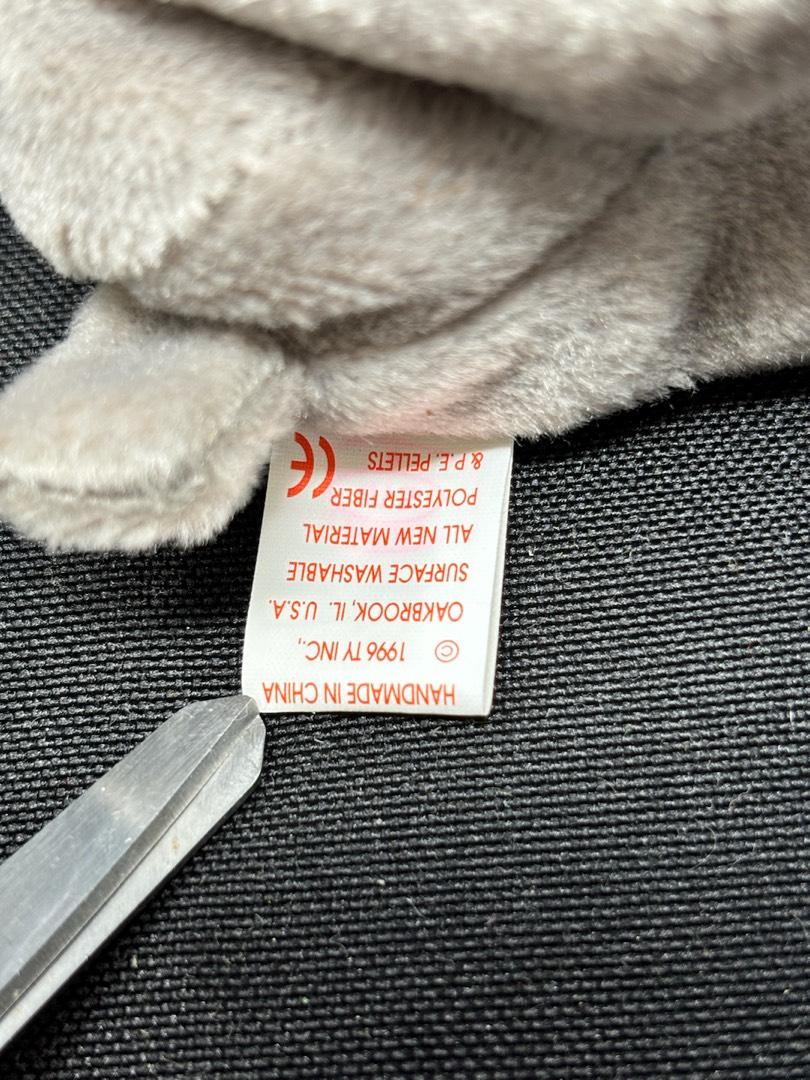 HANDMADE IN CHINA
© 1996 TY INC.,
OAKBROOK, IL. U.S.A.
SURFACE WASHABLE
ALL NEW MATERIAL
POLYESTER FIBER
& P.E. PELLETS
CE